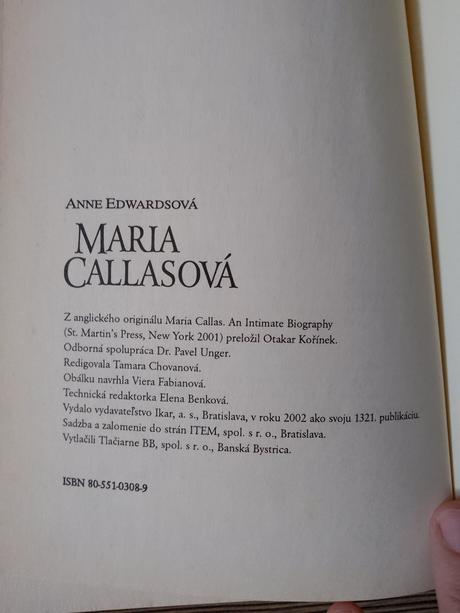 ANNE EDWARDSOVÁ
MARIA
CALLASOVÁ
Z anglického originálu Maria Callas. An Intimate Biography
(St. Martin's Press, New York 2001) preložil Otakar Kořínek.
Odborná spolupráca Dr. Pavel Unger.
Redigovala Tamara Chovanová.
Obálku navrhla Viera Fabianová.
Technická redaktorka Elena Benková.
Vydalo vydavateľstvo Ikar, a. s., Bratislava, v roku 2002 ako svoju 1321. publikáciu.
Sadzba a zalomenie do strán ITEM, spol. s r. o., Bratislava.
Vytlačili Tlačiarne BB, spol. s r. o., Banská Bystrica.
ISBN 80-551-0308-9